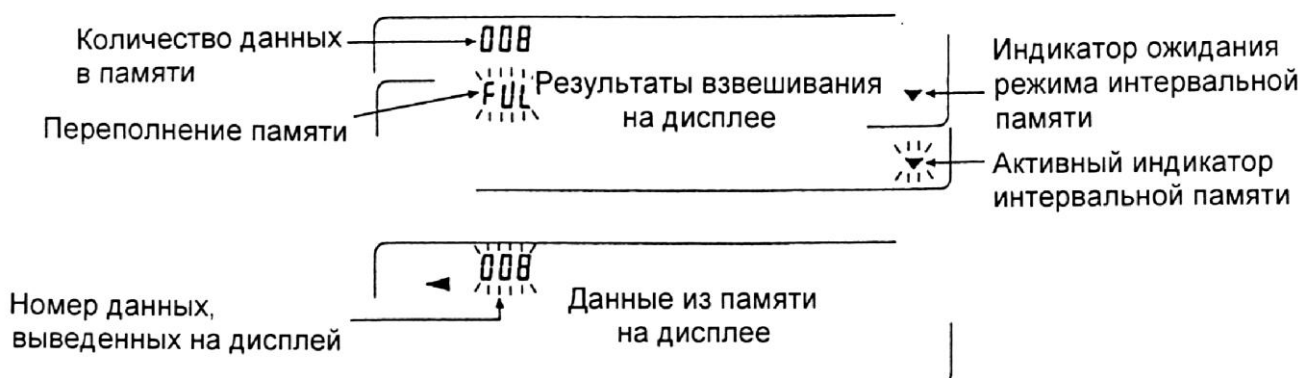 Количество данных
в памяти
008
FUL
Переполнение памяти
Результаты взвешивания
на дисплее
Индикатор ожидания
режима интервальной
памяти
Активный индикатор
интервальной памяти
008
Номер данных,
выведенных на дисплей
Данные из памяти
на дисплее